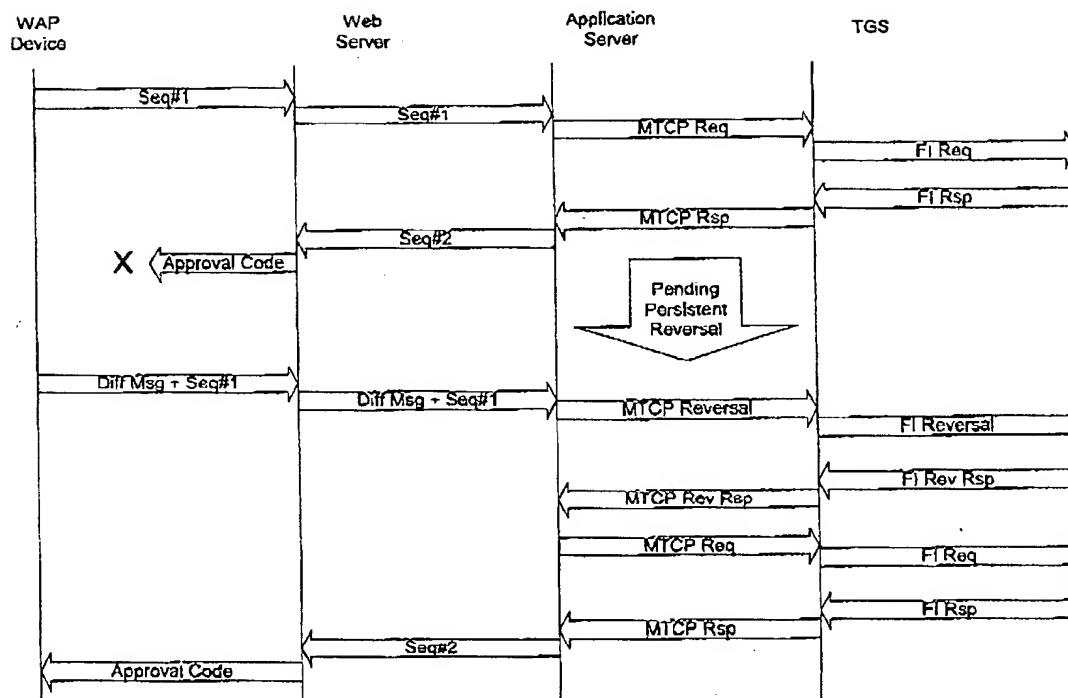 WAP
Device
Web
Server
Application
Server
TGS
Seq#1
Seq#1
MTCP Req
FI Req
FI Rsp
MTCP Rsp
Seq#2
X
Approval Code
Pending
Persistent
Reversal
Diff Msg + Seq#1
Diff Msg + Seq#1
MTCP Reversal
FI Reversal
FI Rev Rsp
MTCP Rev Rsp
MTCP Req
FI Req
FI Rsp
MTCP Rsp
Seq#2
Approval Code